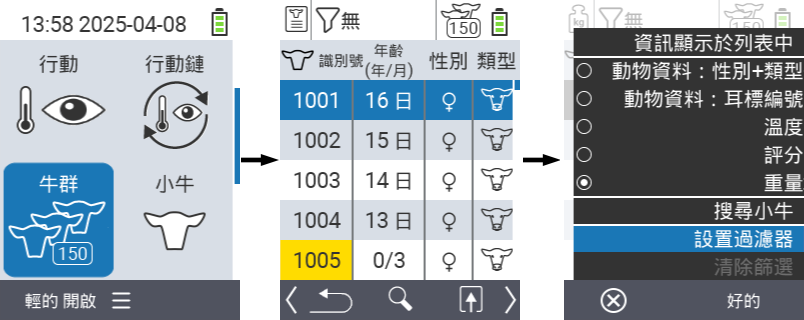 13:58 2025-04-08
行動
行動鏈
牛群
小牛
150
輕的 開啟
無
150
識別號
年齡
(年/月)
性別
類型
1001 16 日 ♀
1002 15 日 ♀
1003 14 日 ♀
1004 13 日 ♀
1005 0/3 ♀
kg
無
150
資訊顯示於列表中
動物資料：性別+類型
動物資料：耳標編號
溫度
評分
重量
搜尋小牛
設置過濾器
清除篩選
好的